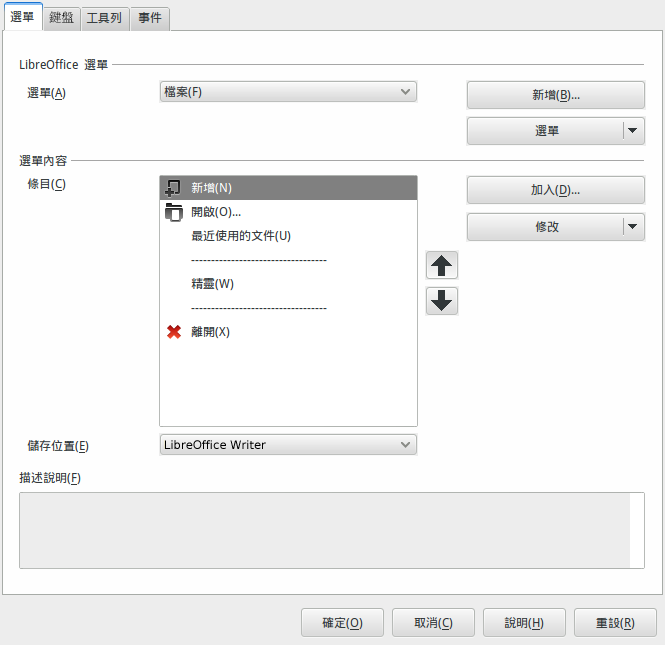 選單 鍵盤 工具列 事件
LibreOffice 選單
選單(A) 檔案(F) 新增(B)...
選單
選單內容
條目(C) 新增(N) 加入(D)...
開啟(O)... 修改
最近使用的文件(U)
----------------------------------
精靈(W)
----------------------------------
離開(X)
儲存位置(E) LibreOffice Writer
描述說明(F)
確定(O) 取消(C) 說明(H) 重設(R)